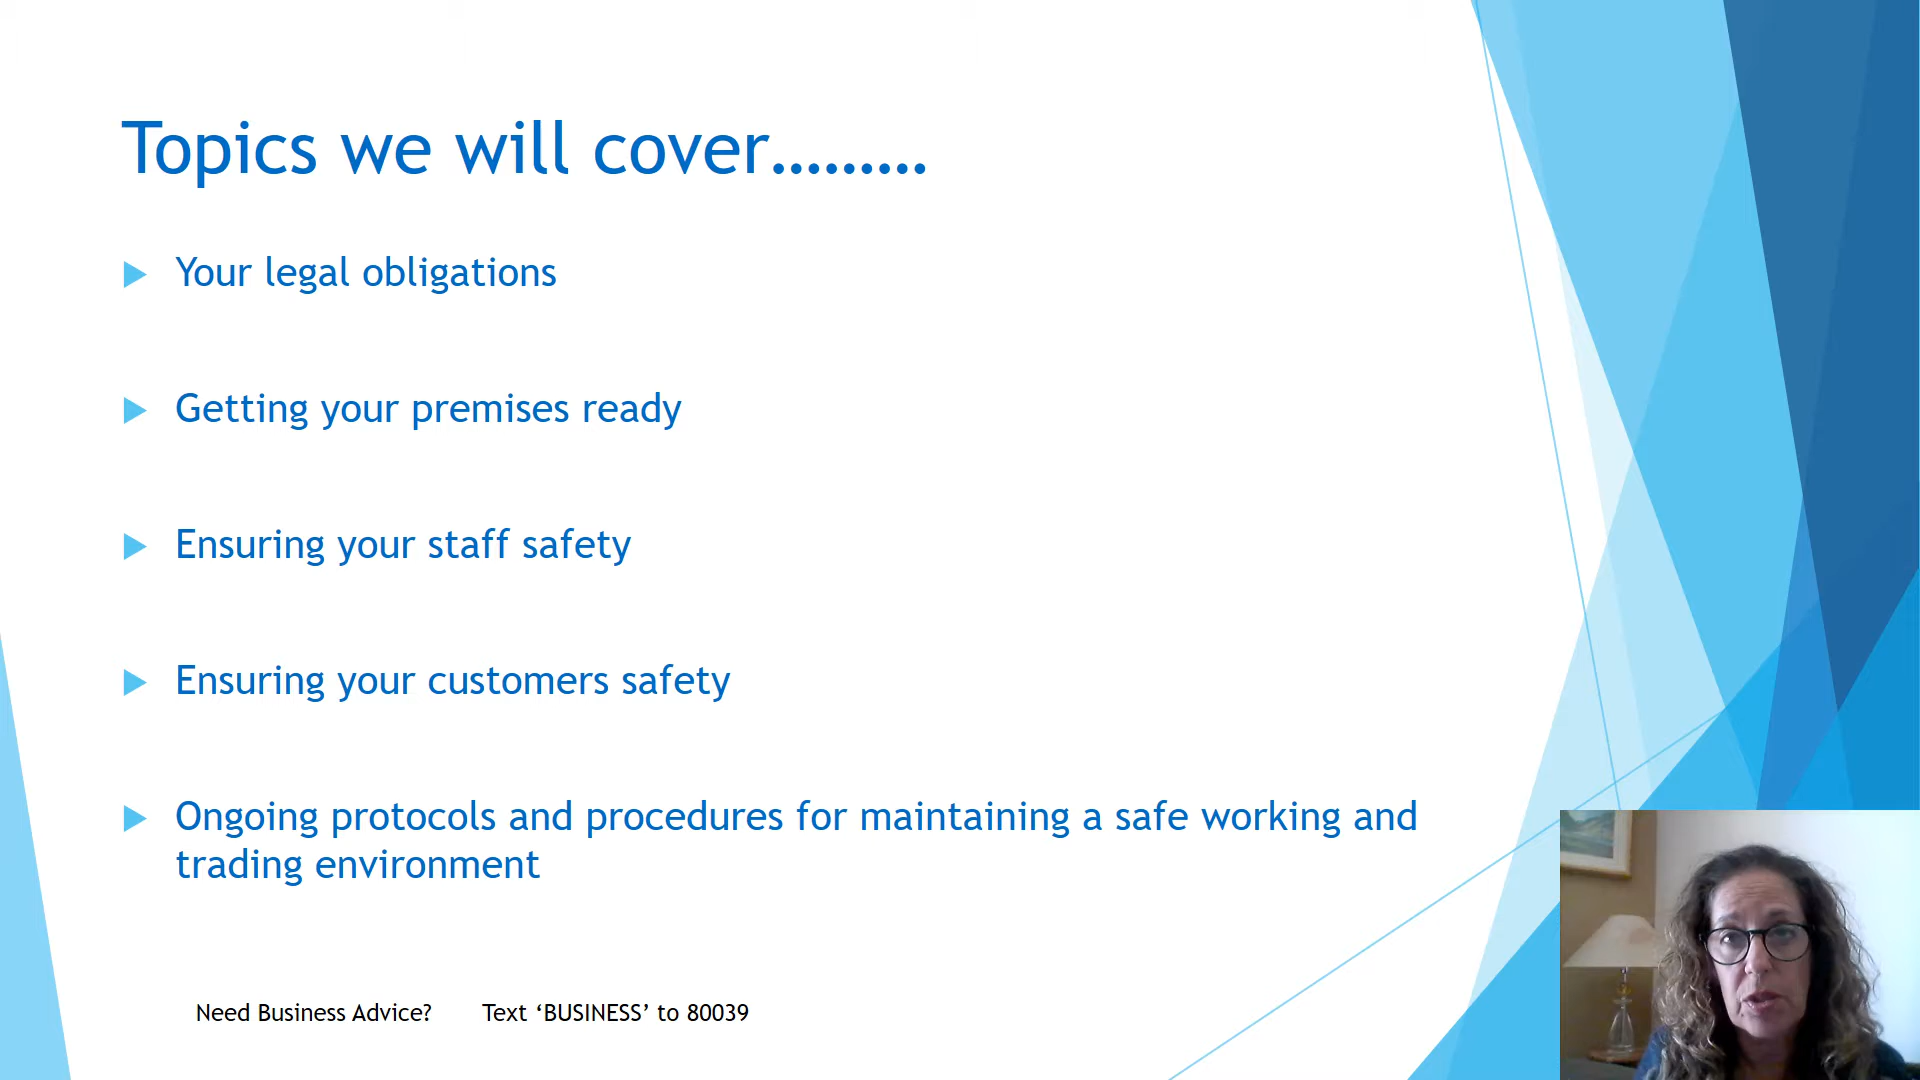 Topics we will cover.........
Your legal obligations
Getting your premises ready
Ensuring your staff safety
Ensuring your customers safety
Ongoing protocols and procedures for maintaining a safe working and
trading environment
Need Business Advice? Text ‘BUSINESS’ to 80039